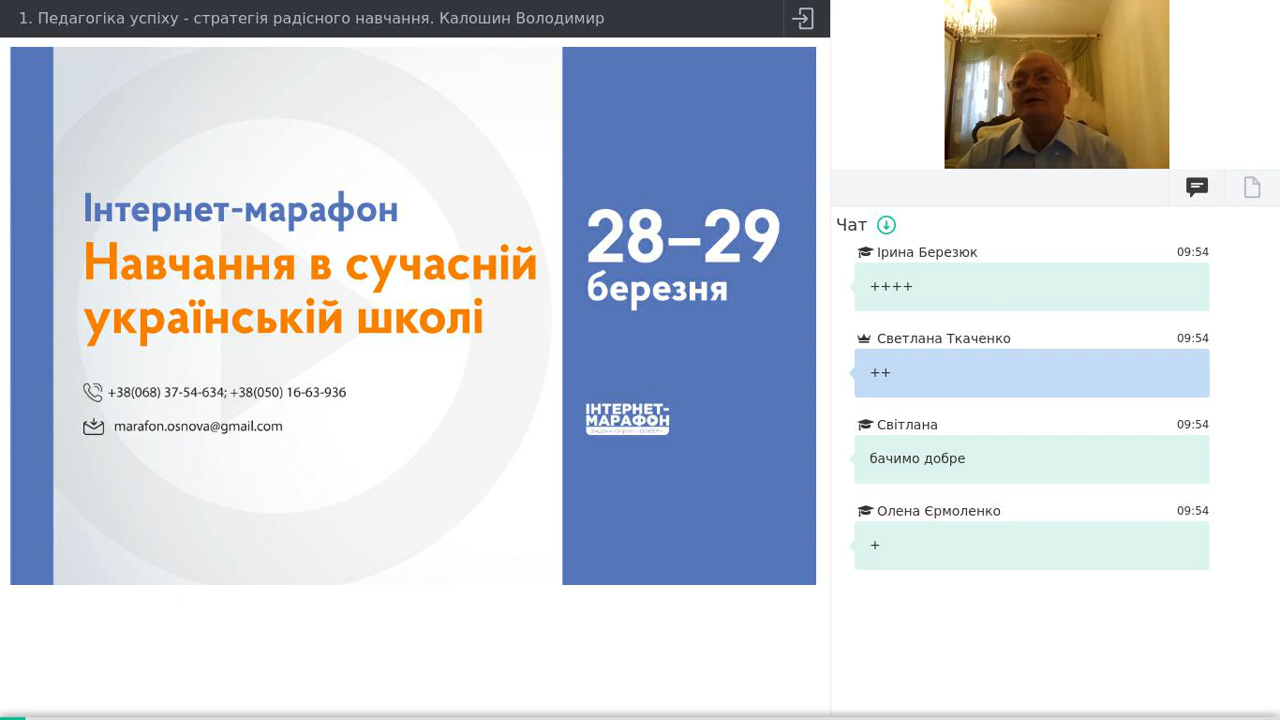 1. Педагогіка успіху - стратегія радісного навчання. Калошин Володимир
Інтернет-марафон
Навчання в сучасній
українській школі
+38(068) 37-54-634; +38(050) 16-63-936
marafon.osnova@gmail.com
28–29
березня
ІНТЕРНЕТ-
МАРАФОН
Чат
Ірина Березюк 09:54
++++
Светлана Ткаченко 09:54
++
Світлана 09:54
бачимо добре
Олена Єрмоленко 09:54
+